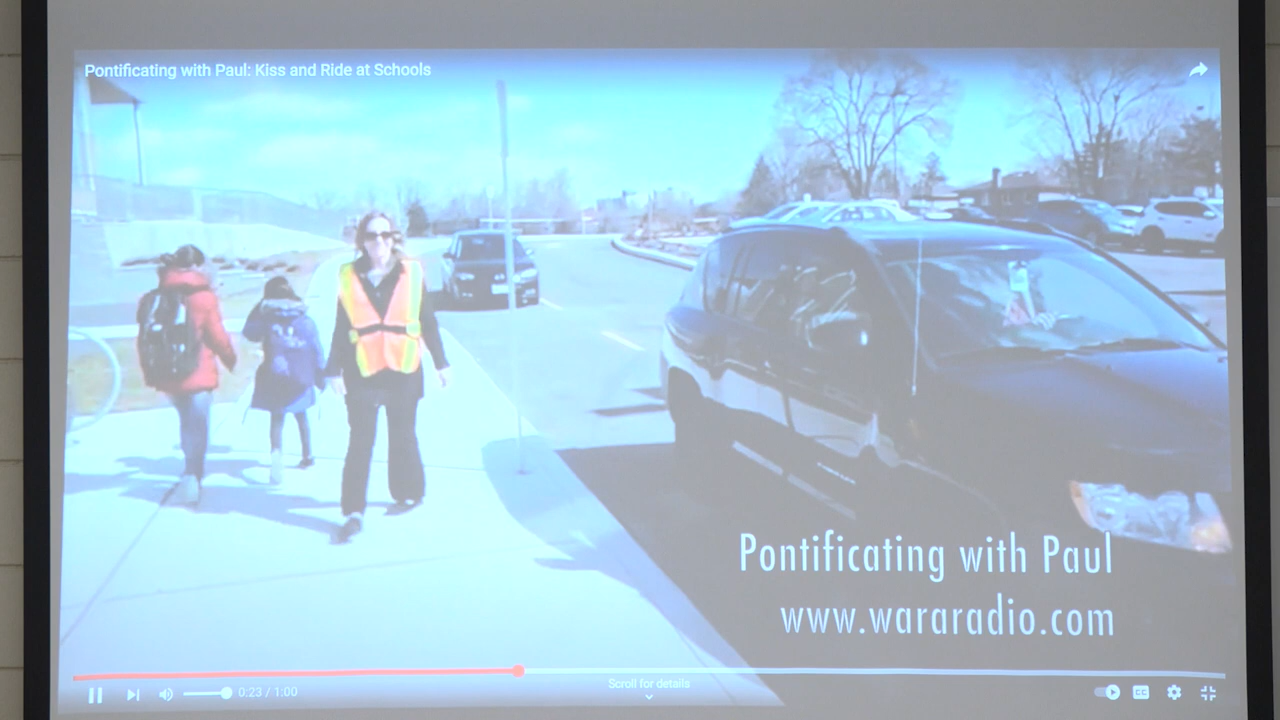 Pontificating with Paul: Kiss and Ride at Schools
Pontificating with Paul
www.wararadio.com
0:23 / 1:00
Scroll for details
CC